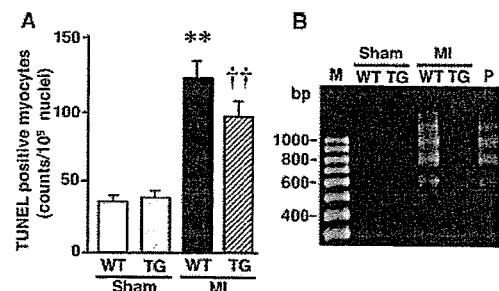 A
TUNEL positive myocytes
(counts/10⁵ nuclei)
150
100
50
0
**
††
WT TG WT TG
Sham MI
B
Sham MI
M WT TG WT TG P
bp
1000-
800-
600-
400-